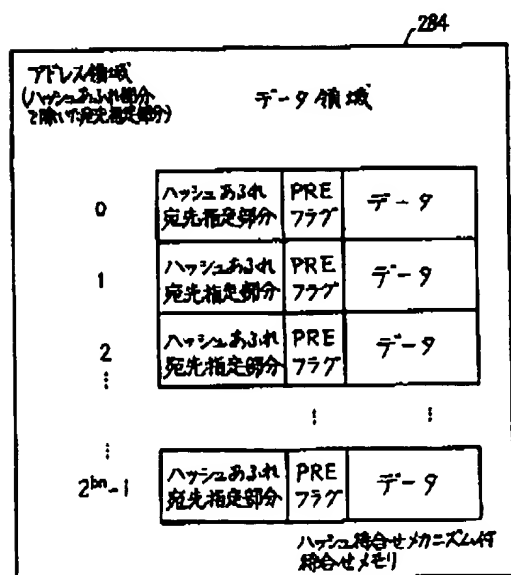 284
アドレス領域
(ハッシュあふれ部分
を除いた宛先指定部分)
データ領域
0
ハッシュあふれ
宛先指定部分
PRE
フラグ
データ
1
ハッシュあふれ
宛先指定部分
PRE
フラグ
データ
2
ハッシュあふれ
宛先指定部分
PRE
フラグ
データ
2^bn-1
ハッシュあふれ
宛先指定部分
PRE
フラグ
データ
ハッシュ待合せメカニズム付
待合せメモリ